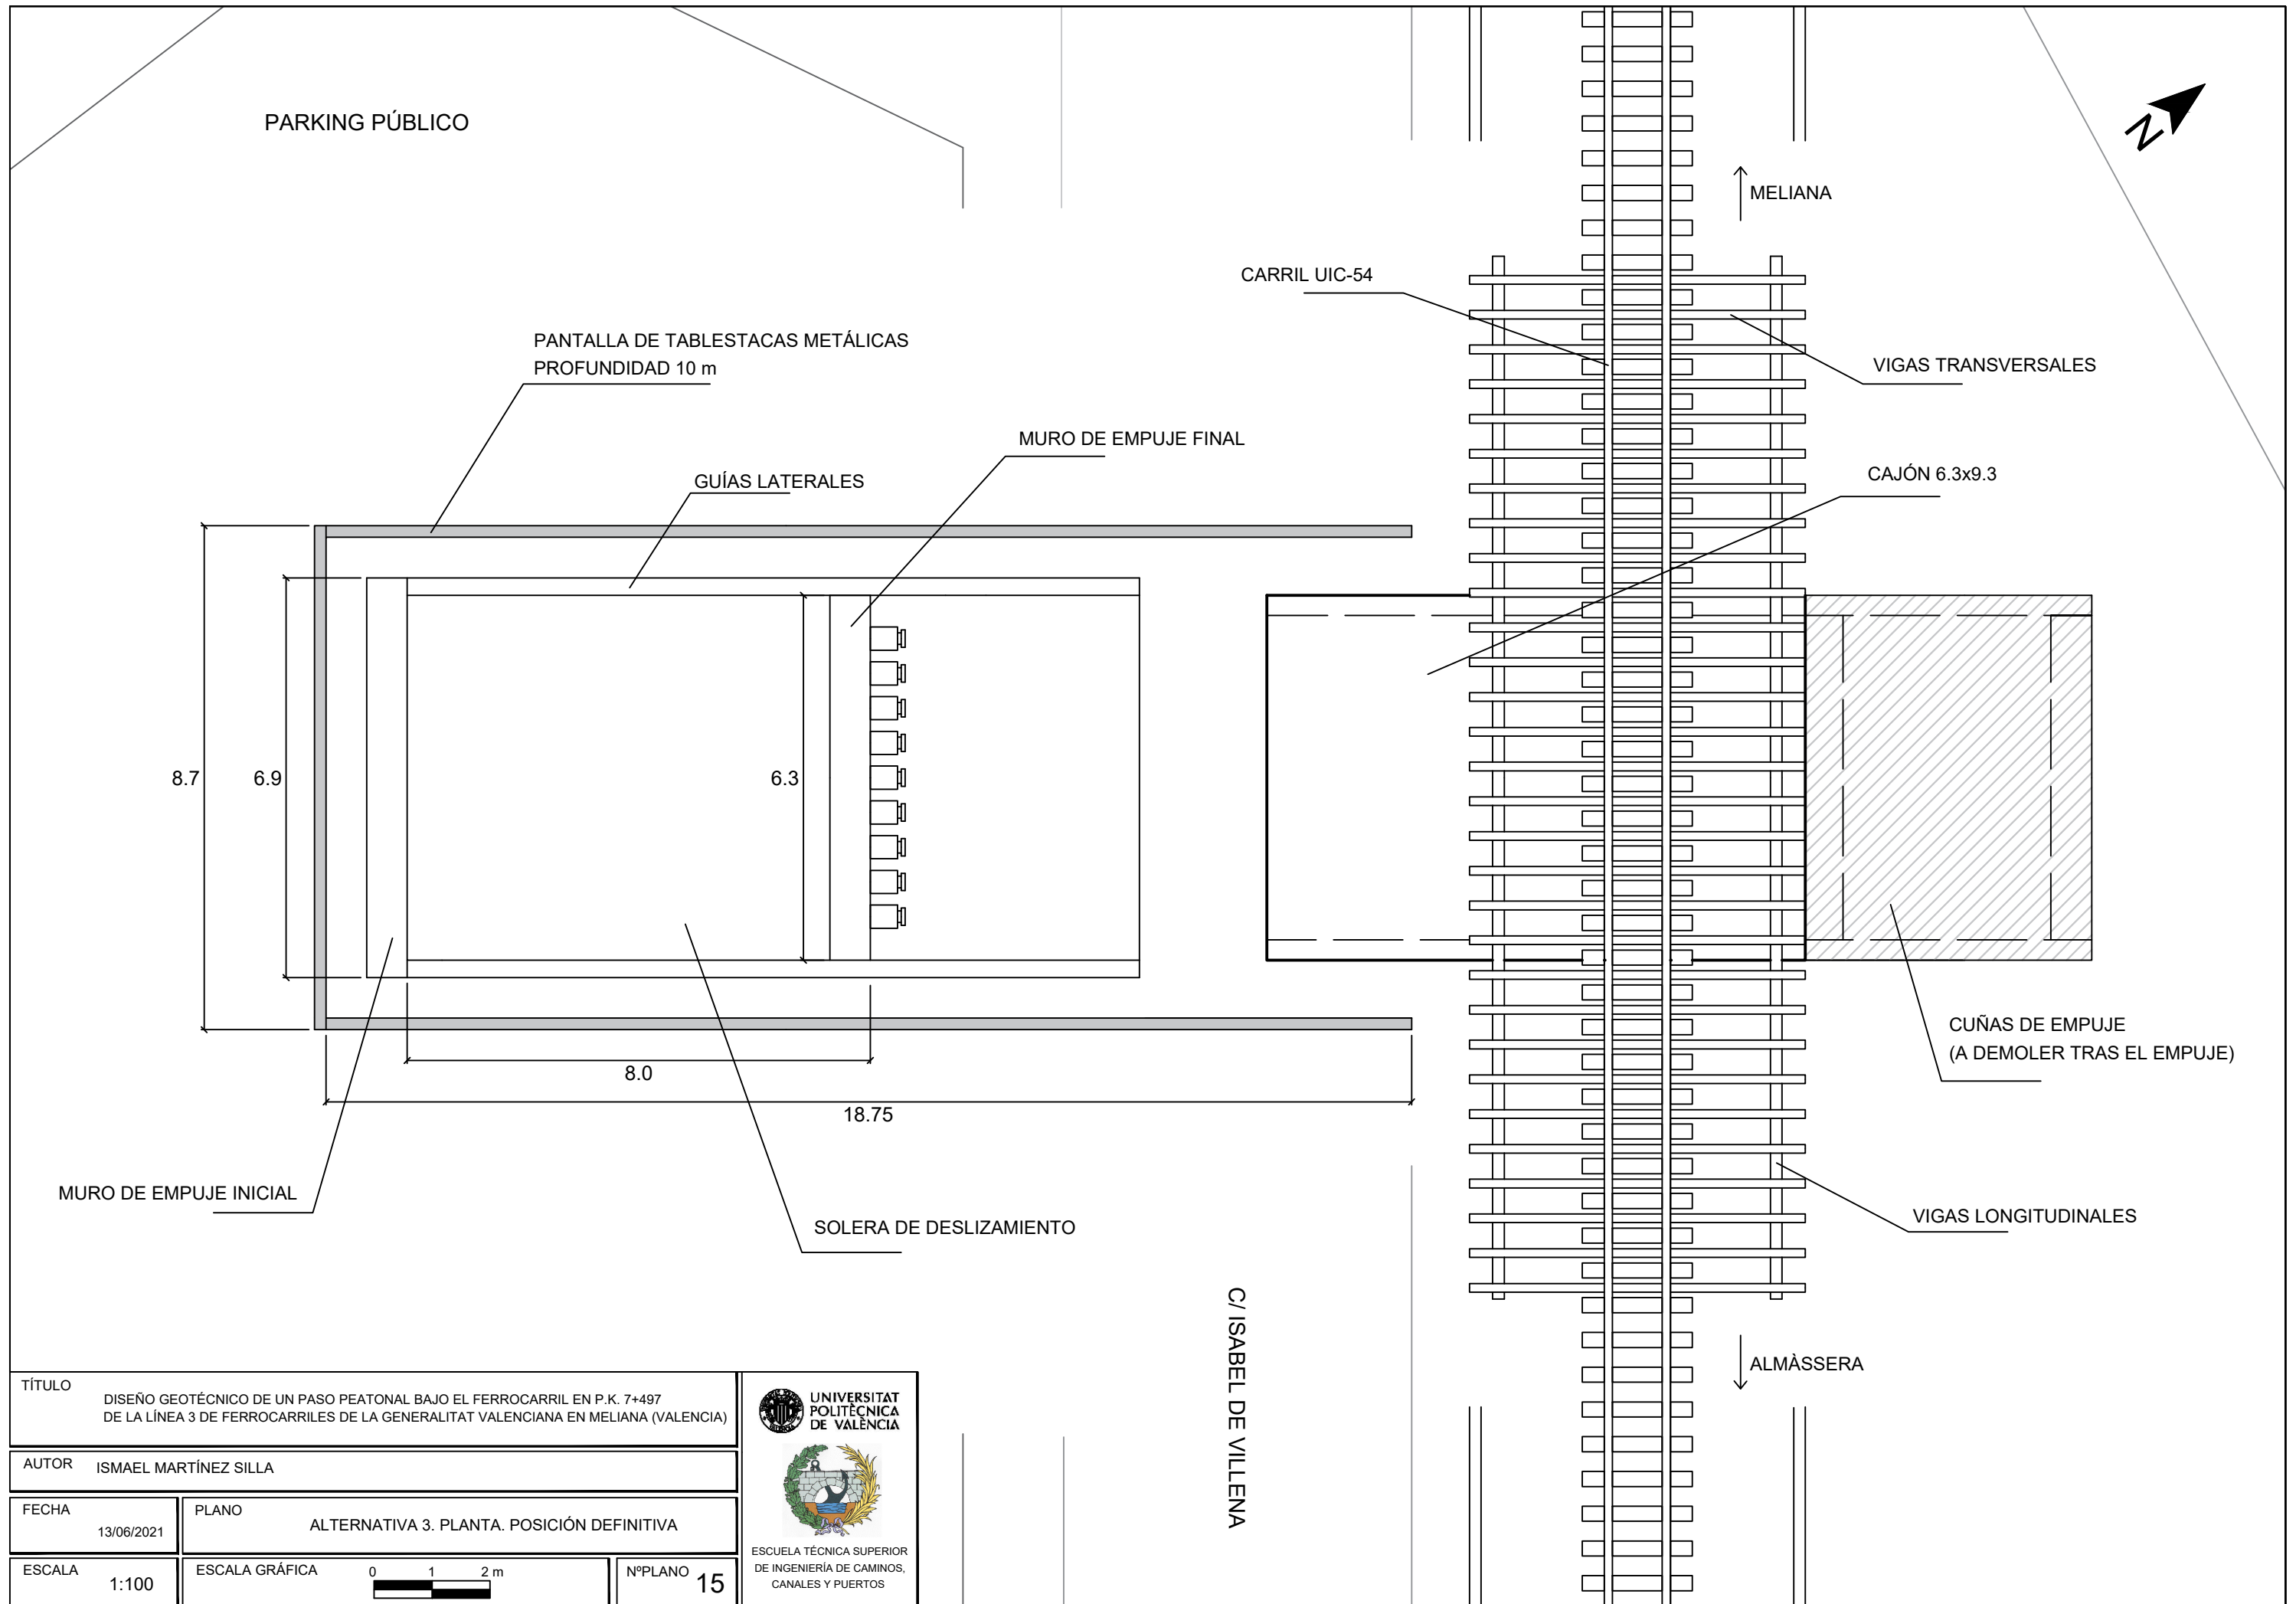 PARKING PÚBLICO
N
MELIANA
CARRIL UIC-54
PANTALLA DE TABLESTACAS METÁLICAS
PROFUNDIDAD 10 m
VIGAS TRANSVERSALES
MURO DE EMPUJE FINAL
GUÍAS LATERALES
CAJÓN 6.3x9.3
8.7
6.9
6.3
CUÑAS DE EMPUJE
(A DEMOLER TRAS EL EMPUJE)
8.0
18.75
MURO DE EMPUJE INICIAL
SOLERA DE DESLIZAMIENTO
VIGAS LONGITUDINALES
C/ ISABEL DE VILLENA
ALMÀSSERA
TÍTULO
DISEÑO GEOTÉCNICO DE UN PASO PEATONAL BAJO EL FERROCARRIL EN P.K. 7+497
DE LA LÍNEA 3 DE FERROCARRILES DE LA GENERALITAT VALENCIANA EN MELIANA (VALENCIA)
AUTOR ISMAEL MARTÍNEZ SILLA
FECHA
13/06/2021
PLANO
ALTERNATIVA 3. PLANTA. POSICIÓN DEFINITIVA
ESCALA
1:100
ESCALA GRÁFICA
0 1 2 m
NºPLANO 15
UNIVERSITAT
POLITÈCNICA
DE VALÈNCIA
ESCUELA TÉCNICA SUPERIOR
DE INGENIERÍA DE CAMINOS,
CANALES Y PUERTOS